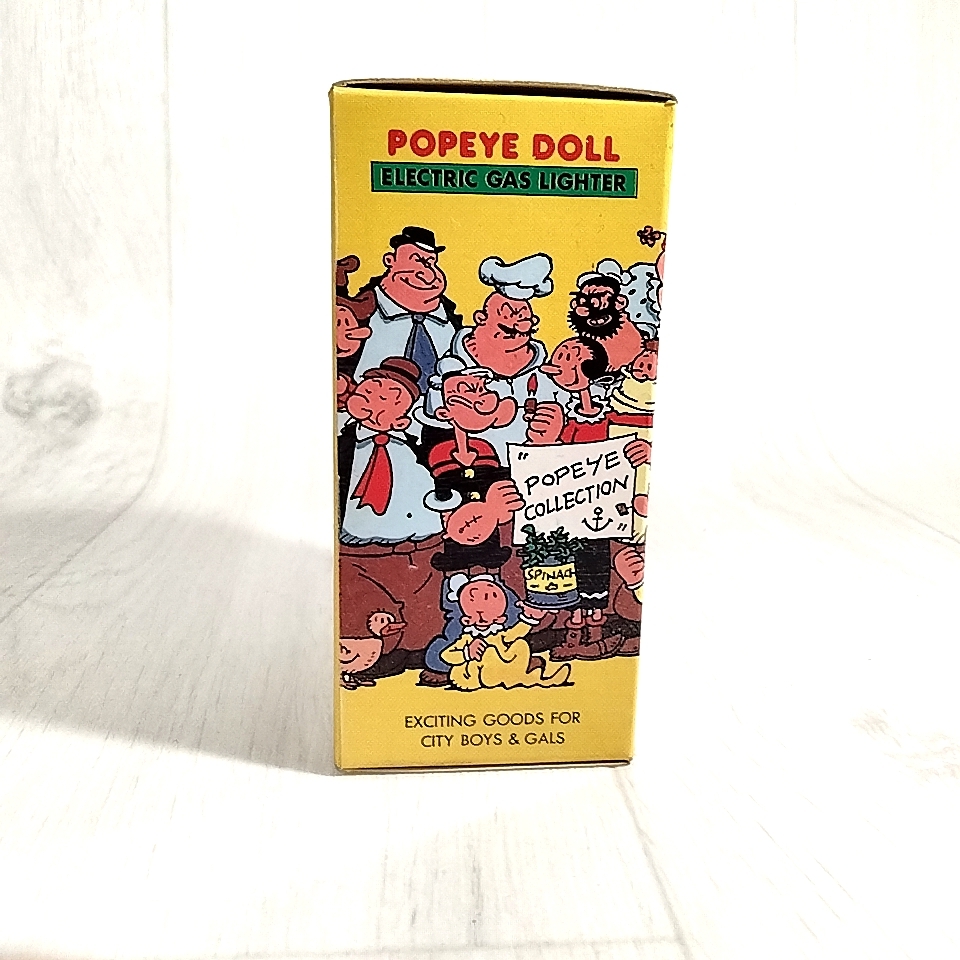 POPEYE DOLL
ELECTRIC GAS LIGHTER
"POPEYE
COLLECTION
"
SPINACH
EXCITING GOODS FOR
CITY BOYS & GALS